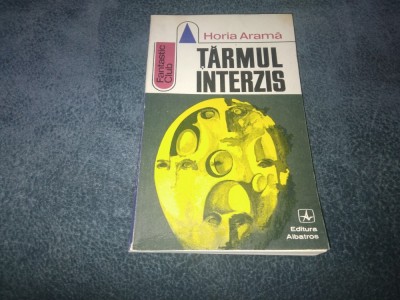 Horia Aramă
ȚĂRMUL
INTERZIS
Fantastic
Club
Editura
Albatros